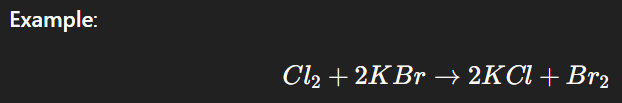 Example:
Cl₂ + 2KBr → 2KCl + Br₂